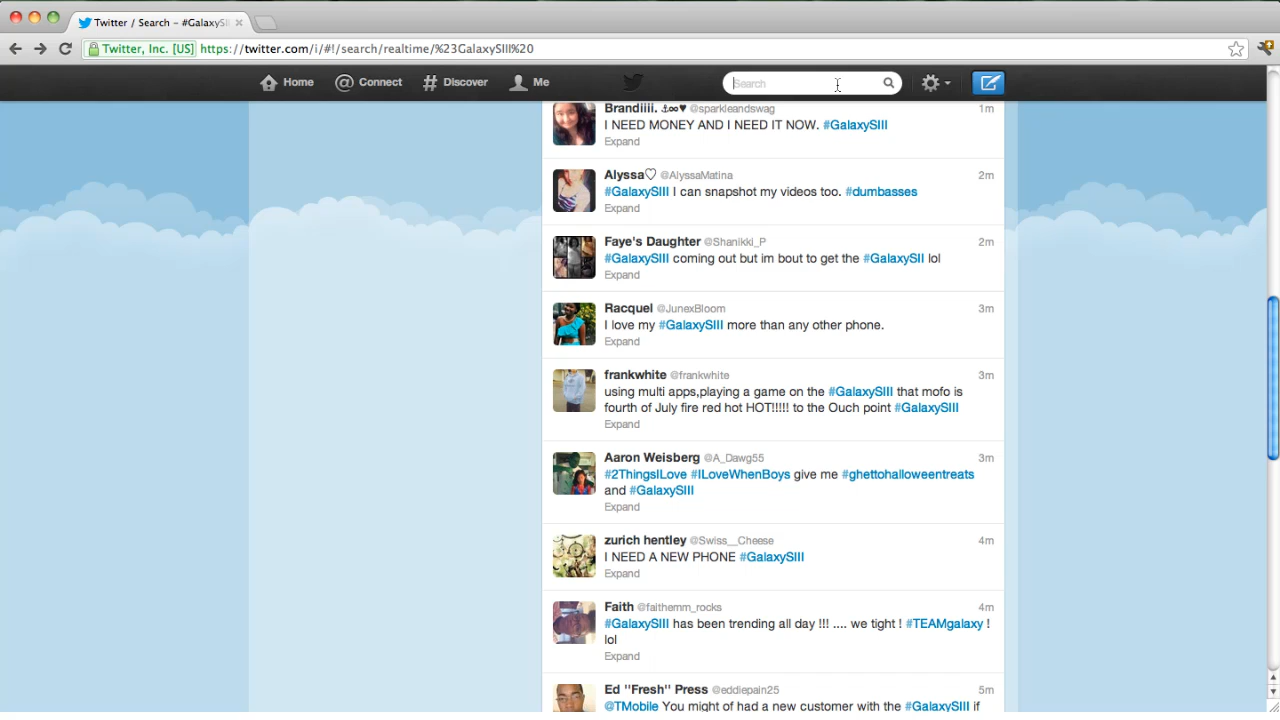 Twitter / Search – #GalaxySII
Twitter, Inc. [US] https://twitter.com/i/#!/search/realtime/%23GalaxySIII%20
Home @ Connect # Discover Me Search
Brandiiii. ⚓∞♥ @sparkleandswag 1m
I NEED MONEY AND I NEED IT NOW. #GalaxySIII
Expand
Alyssa♡ @AlyssaMatina 2m
#GalaxySIII I can snapshot my videos too. #dumbasses
Expand
Faye's Daughter @Shanikki_P 2m
#GalaxySIII coming out but im bout to get the #GalaxySII lol
Expand
Racquel @JunexBloom 3m
I love my #GalaxySIII more than any other phone.
Expand
frankwhite @frankwhite 3m
using multi apps,playing a game on the #GalaxySIII that mofo is
fourth of July fire red hot HOT!!!!! to the Ouch point #GalaxySIII
Expand
Aaron Weisberg @A_Dawg55 3m
#2ThingsILove #ILoveWhenBoys give me #ghettohalloweentreats
and #GalaxySIII
Expand
zurich hentley @Swiss__Cheese 4m
I NEED A NEW PHONE #GalaxySIII
Expand
Faith @faithemm_rocks 4m
#GalaxySIII has been trending all day !!! .... we tight ! #TEAMgalaxy !
lol
Expand
Ed "Fresh" Press @eddiepain25 5m
@TMobile You might of had a new customer with the #GalaxySIII if